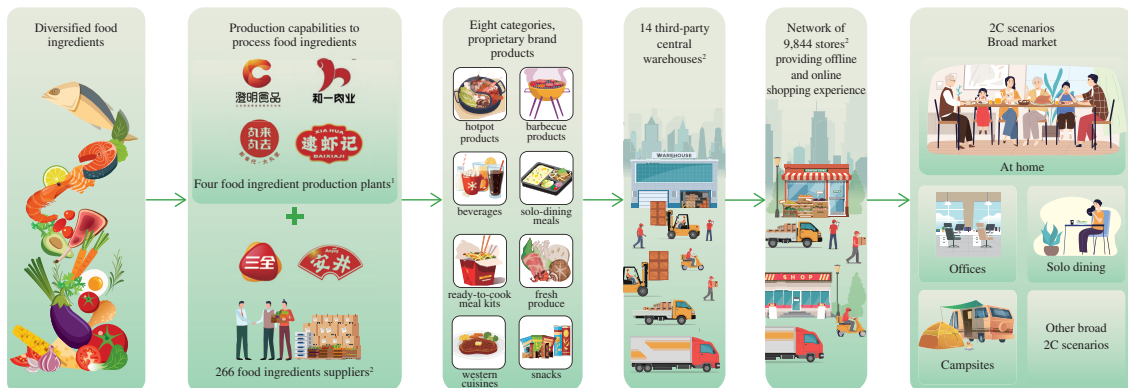 Diversified food
ingredients
Production capabilities to
process food ingredients
澄明食品
和一肉业
逮虾记
XIA HUA
DAIXIAJI
Four food ingredient production plants1
+
三全
安井
266 food ingredients suppliers2
Eight categories,
proprietary brand
products
hotpot
products
barbecue
products
beverages
solo-dining
meals
ready-to-cook
meal kits
fresh
produce
western
cuisines
snacks
14 third-party
central
warehouses2
WAREHOUSE
Network of
9,844 stores2
providing offline
and online
shopping experience
SHOP
2C scenarios
Broad market
At home
Offices
Solo dining
Campsites
Other broad
2C scenarios